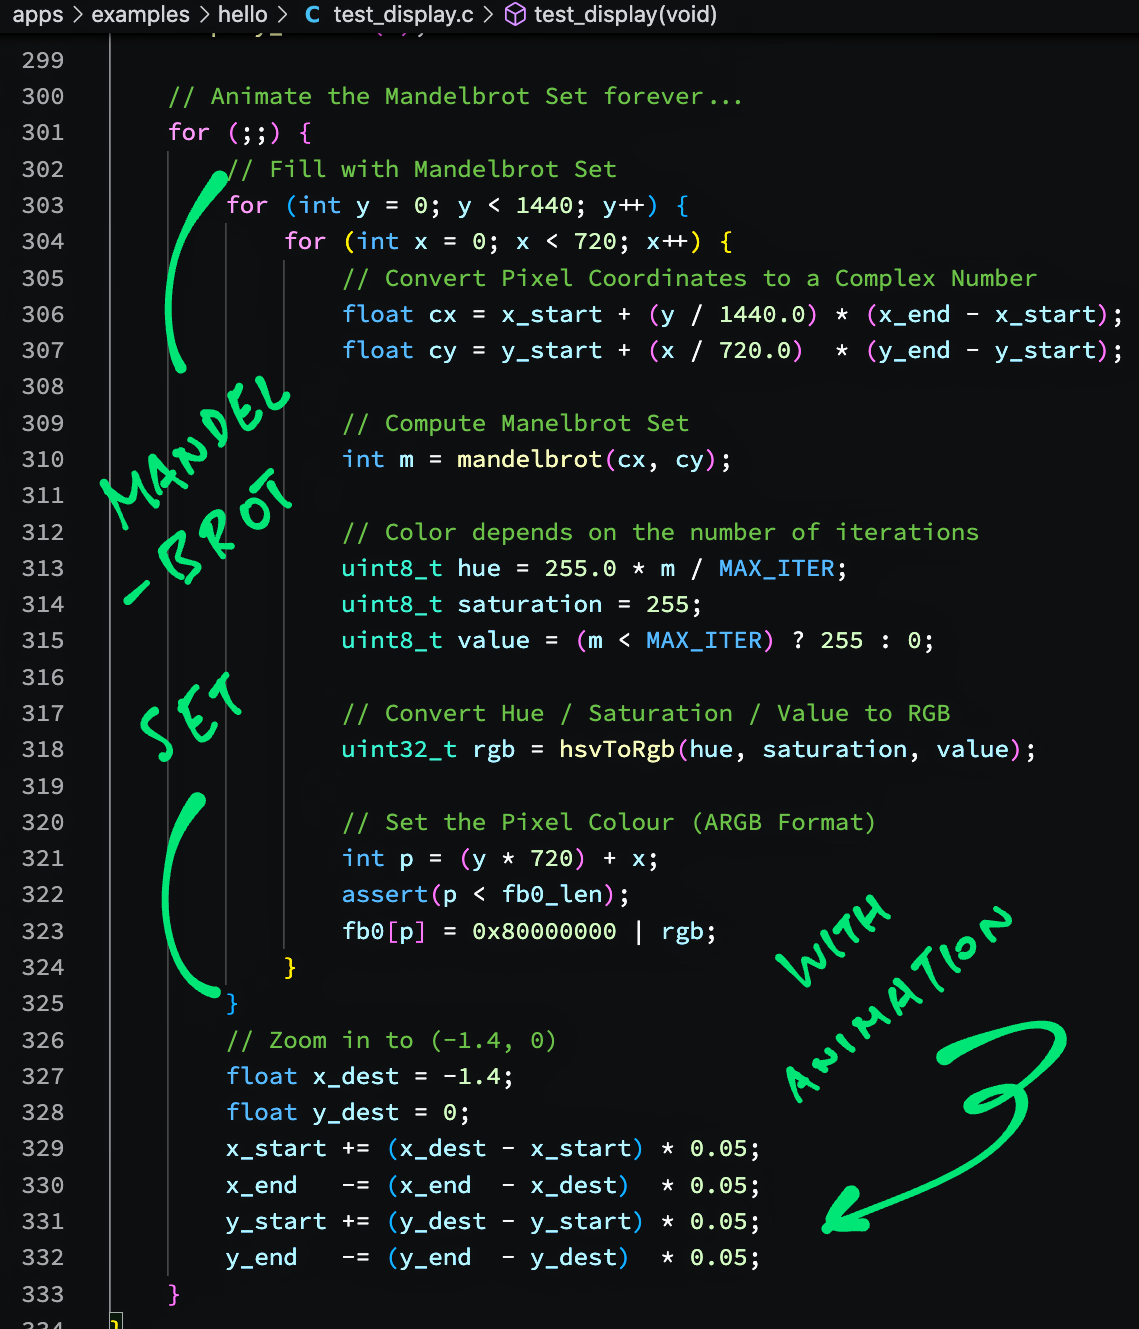 apps > examples > hello > C test_display.c > test_display(void)
299
300 // Animate the Mandelbrot Set forever...
301 for (;;) {
302 // Fill with Mandelbrot Set
303 for (int y = 0; y < 1440; y++) {
304 for (int x = 0; x < 720; x++) {
305 // Convert Pixel Coordinates to a Complex Number
306 float cx = x_start + (y / 1440.0) * (x_end - x_start);
307 float cy = y_start + (x / 720.0) * (y_end - y_start);
308
309 // Compute Manelbrot Set
310 int m = mandelbrot(cx, cy);
311
312 // Color depends on the number of iterations
313 uint8_t hue = 255.0 * m / MAX_ITER;
314 uint8_t saturation = 255;
315 uint8_t value = (m < MAX_ITER) ? 255 : 0;
316
317 // Convert Hue / Saturation / Value to RGB
318 uint32_t rgb = hsvToRgb(hue, saturation, value);
319
320 // Set the Pixel Colour (ARGB Format)
321 int p = (y * 720) + x;
322 assert(p < fb0_len);
323 fb0[p] = 0x80000000 | rgb;
324 }
325 }
326 // Zoom in to (-1.4, 0)
327 float x_dest = -1.4;
328 float y_dest = 0;
329 x_start += (x_dest - x_start) * 0.05;
330 x_end -= (x_end - x_dest) * 0.05;
331 y_start += (y_dest - y_start) * 0.05;
332 y_end -= (y_end - y_dest) * 0.05;
333 }
334 }
MANDEL
-BROT
SET
WITH
ANIMATION